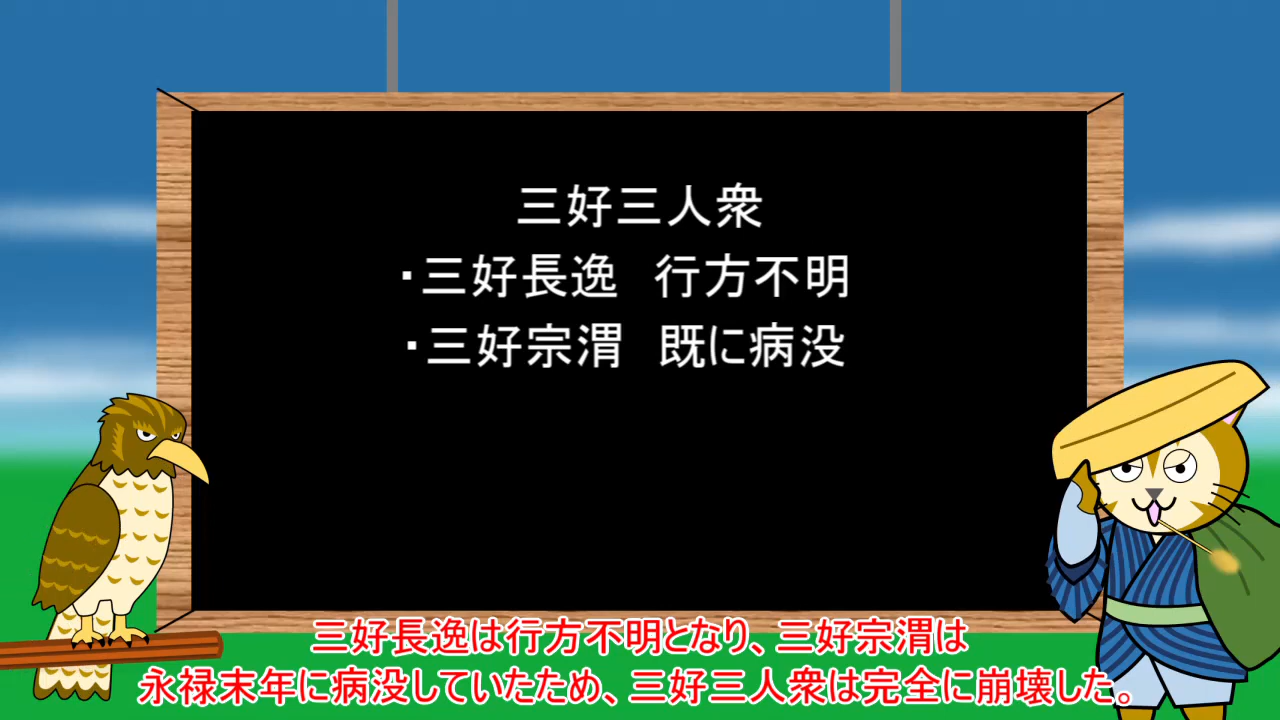 三好三人衆
・三好長逸　行方不明
・三好宗渭　既に病没
三好長逸は行方不明となり、三好宗渭は
永禄末年に病没していたため、三好三人衆は完全に崩壊した。